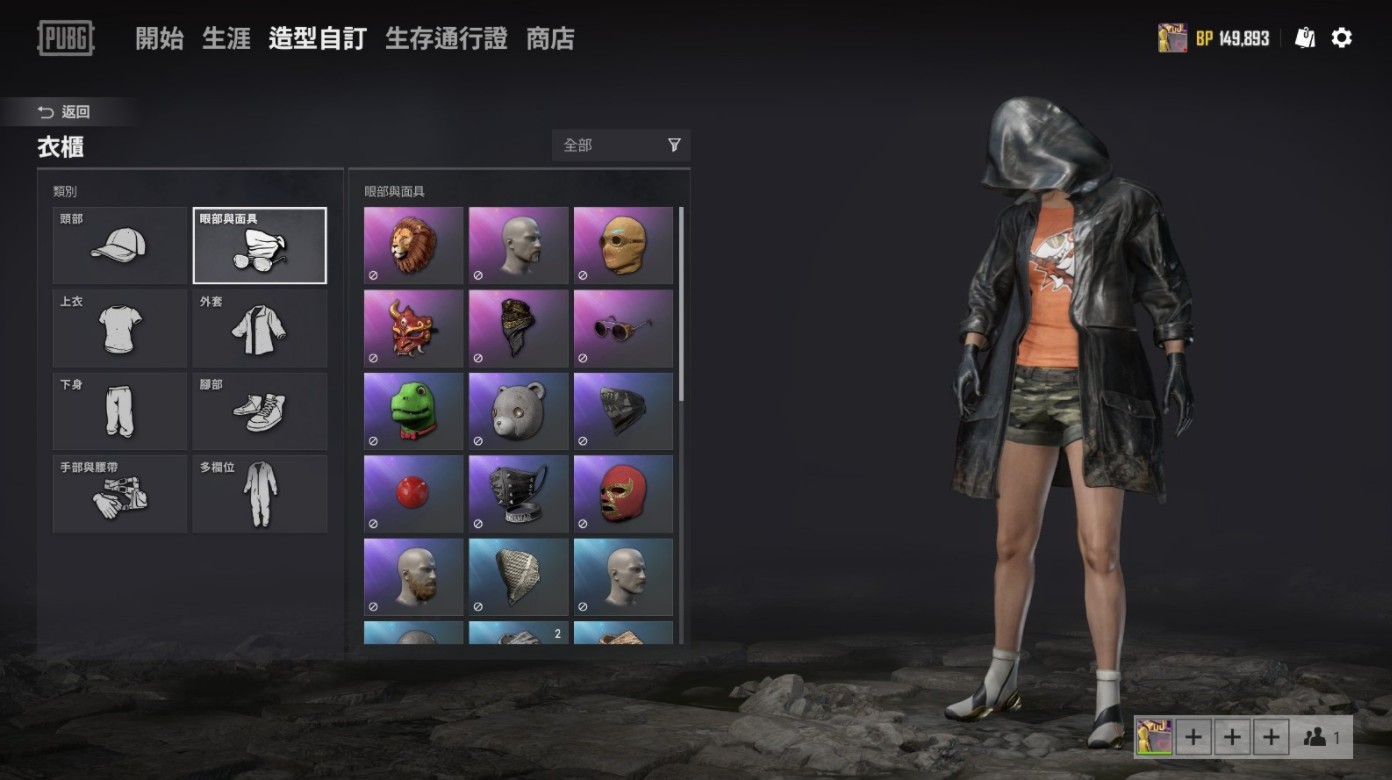 PUBG
開始 生涯 造型自訂 生存通行證 商店
BP 149,893
返回
衣櫃
全部
類別
眼部與面具
頭部
眼部與面具
上衣
外套
下身
腳部
手部與腰帶
多欄位
2
1